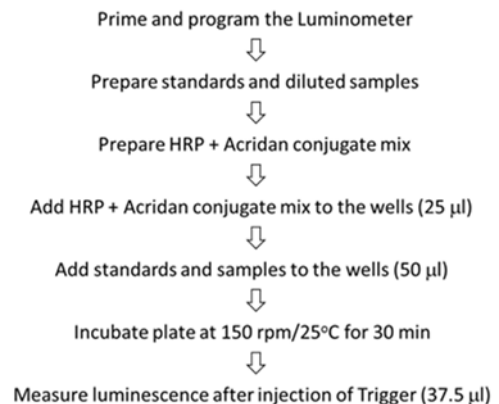 Prime and program the Luminometer
Prepare standards and diluted samples
Prepare HRP + Acridan conjugate mix
Add HRP + Acridan conjugate mix to the wells (25 µl)
Add standards and samples to the wells (50 µl)
Incubate plate at 150 rpm/25°C for 30 min
Measure luminescence after injection of Trigger (37.5 µl)